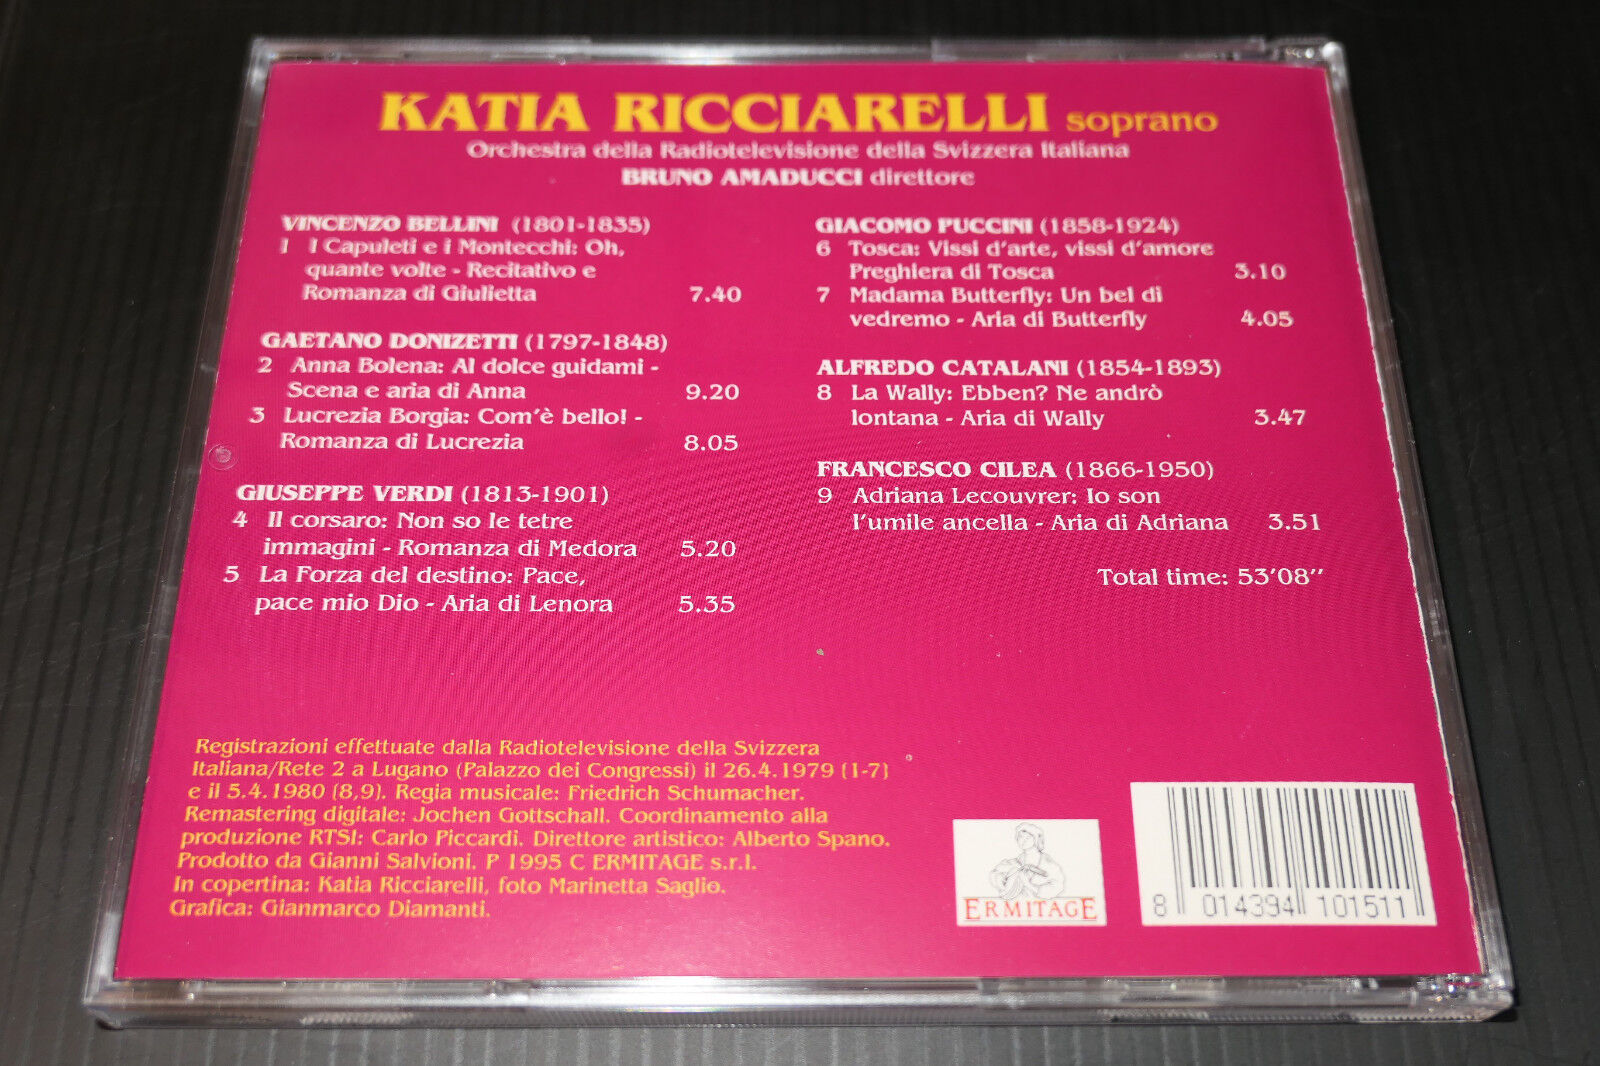 KATIA RICCIARELLI soprano
Orchestra della Radiotelevisione della Svizzera Italiana
BRUNO AMADUCCI direttore
VINCENZO BELLINI (1801-1835)
1 I Capuleti e i Montecchi: Oh,
quante volte - Recitativo e
Romanza di Giulietta 7.40
GAETANO DONIZETTI (1797-1848)
2 Anna Bolena: Al dolce guidami -
Scena e aria di Anna 9.20
3 Lucrezia Borgia: Com'è bello! -
Romanza di Lucrezia 8.05
GIUSEPPE VERDI (1813-1901)
4 Il corsaro: Non so le tetre
immagini - Romanza di Medora 5.20
5 La Forza del destino: Pace,
pace mio Dio - Aria di Lenora 5.35
GIACOMO PUCCINI (1858-1924)
6 Tosca: Vissi d'arte, vissi d'amore
Preghiera di Tosca 3.10
7 Madama Butterfly: Un bel di
vedremo - Aria di Butterfly 4.05
ALFREDO CATALANI (1854-1893)
8 La Wally: Ebben? Ne andrò
lontana - Aria di Wally 3.47
FRANCESCO CILEA (1866-1950)
9 Adriana Lecouvrer: Io son
l'umile ancella - Aria di Adriana 3.51
Total time: 53'08''
Registrazioni effettuate dalla Radiotelevisione della Svizzera
Italiana/Rete 2 a Lugano (Palazzo dei Congressi) il 26.4.1979 (1-7)
e il 5.4.1980 (8,9). Regia musicale: Friedrich Schumacher.
Remastering digitale: Jochen Gottschall. Coordinamento alla
produzione RTSI: Carlo Piccardi. Direttore artistico: Alberto Spano.
Prodotto da Gianni Salvioni. P 1995 C ERMITAGE s.r.l.
In copertina: Katia Ricciarelli, foto Marinetta Saglio.
Grafica: Gianmarco Diamanti.
ERMITAGE
8 014394 101511